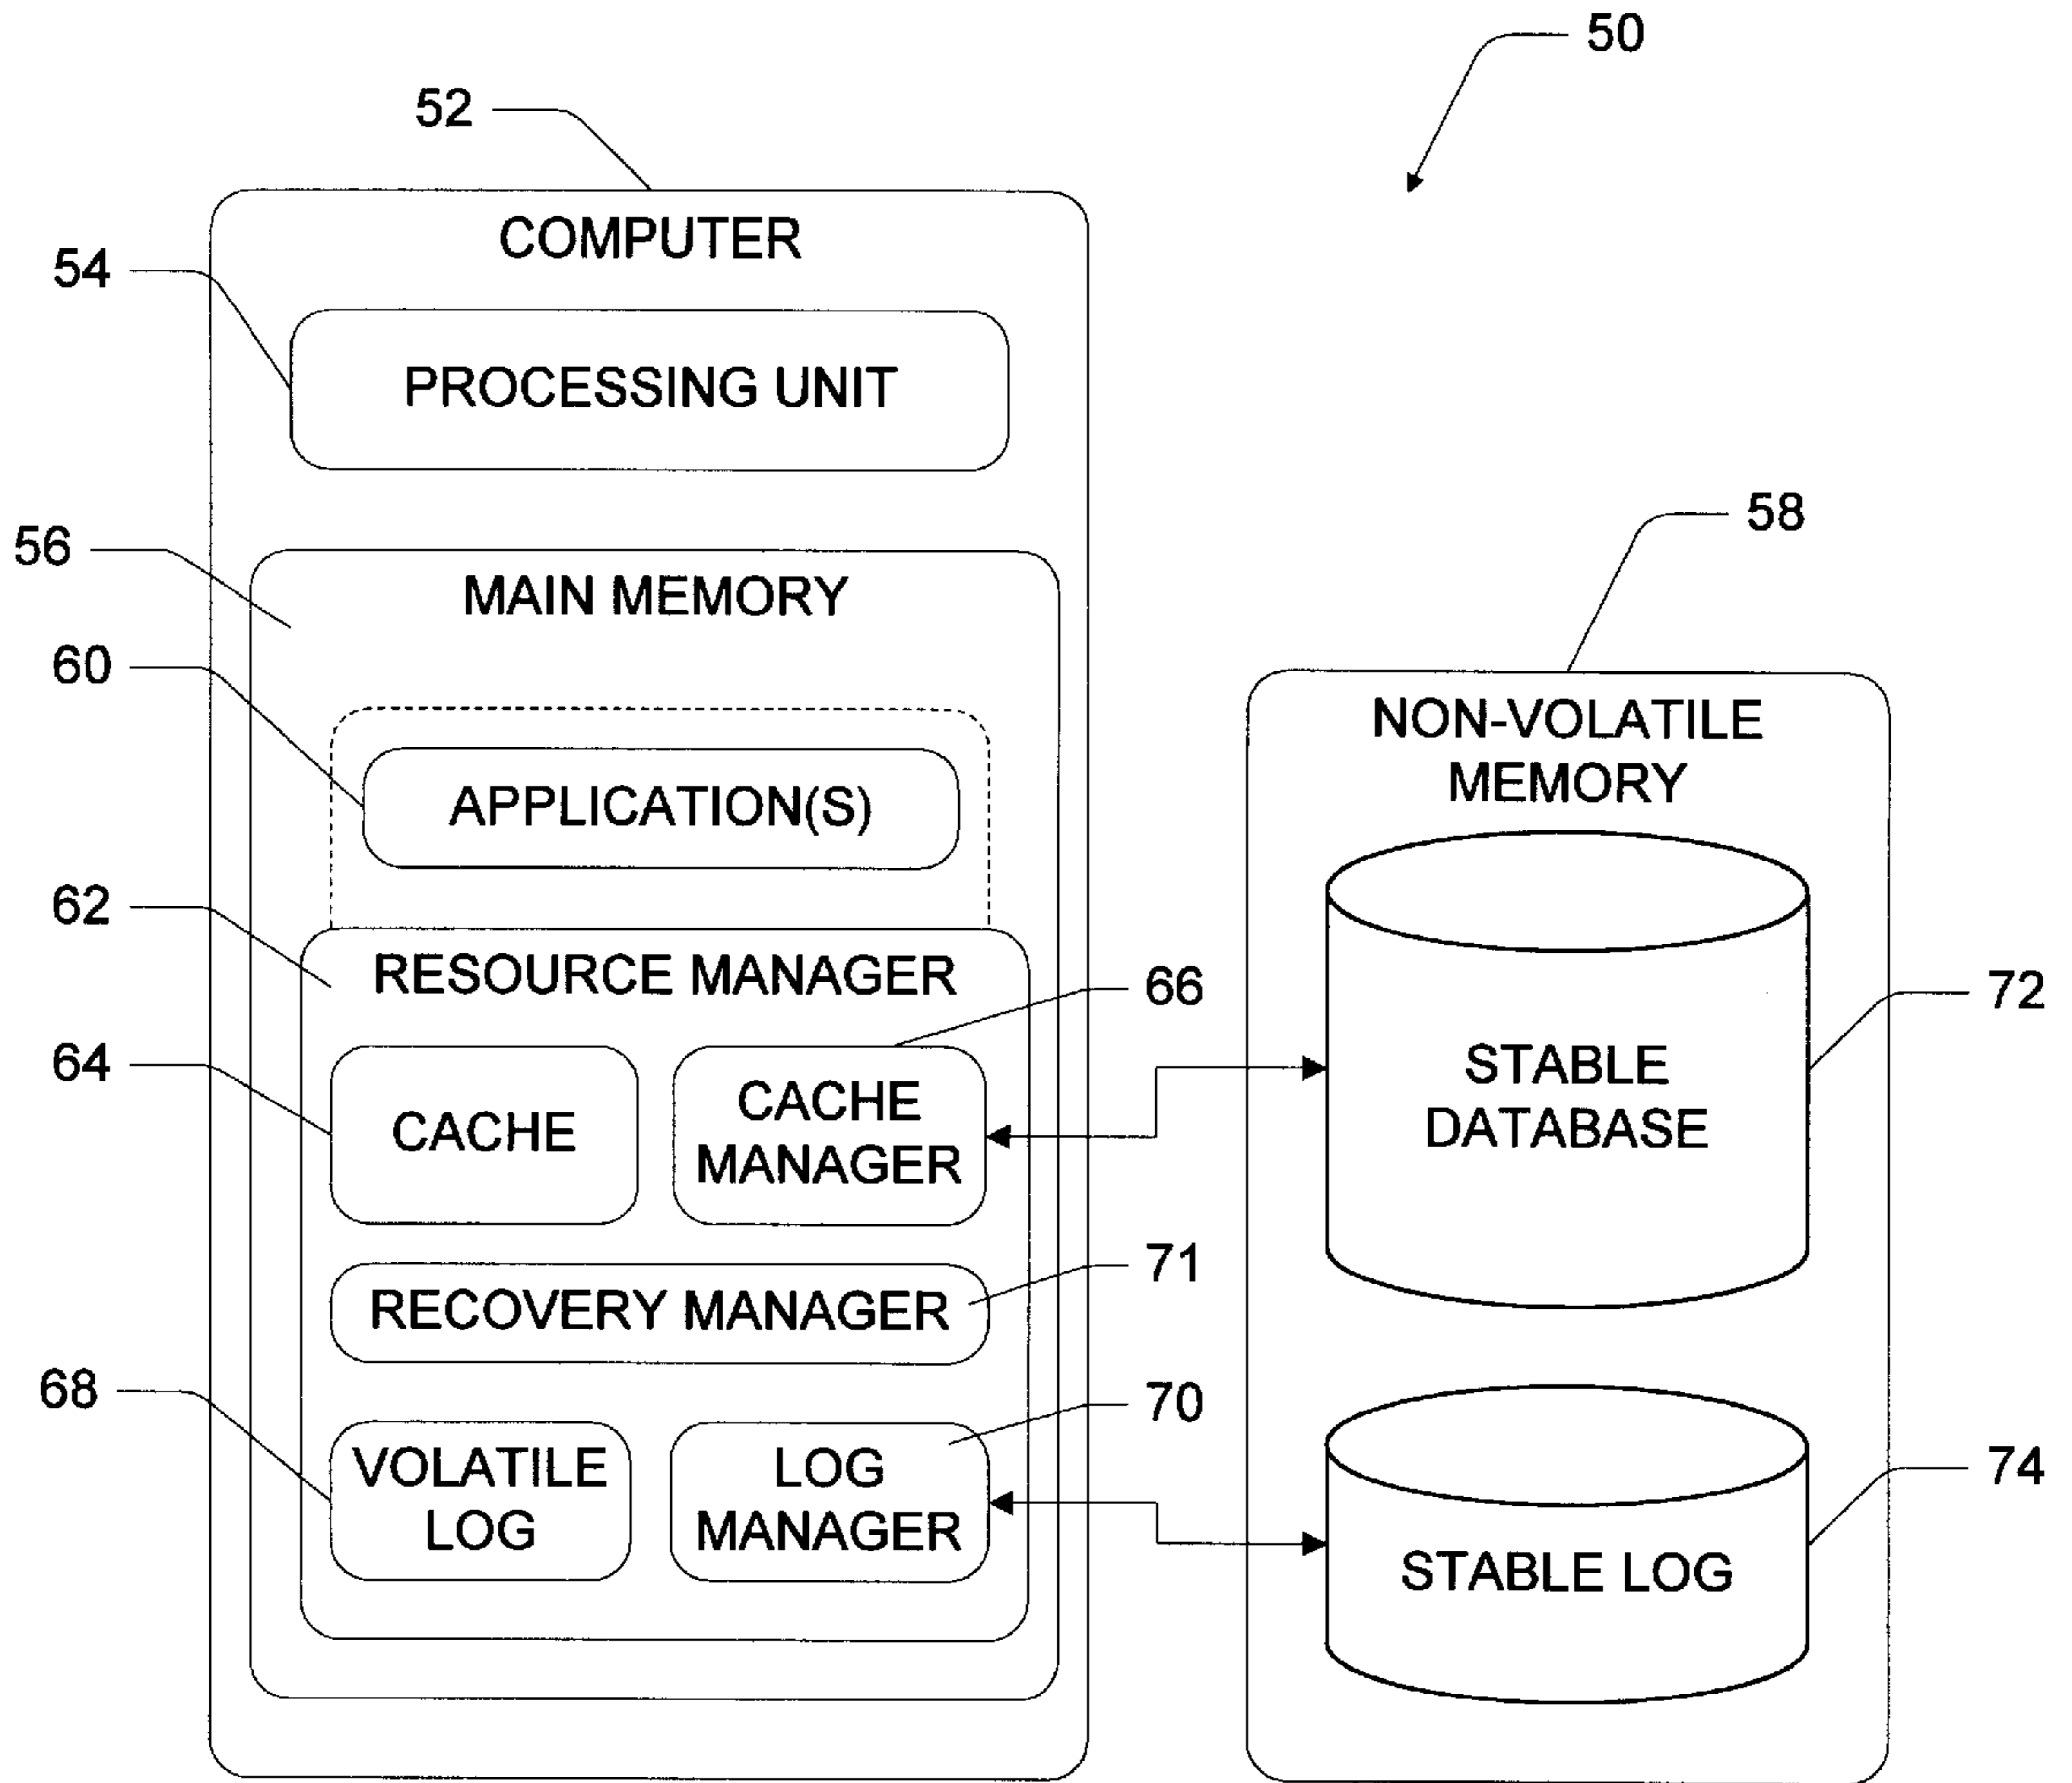 50
52
COMPUTER
54
PROCESSING UNIT
58
56
MAIN MEMORY
60
NON-VOLATILE
MEMORY
APPLICATION(S)
62
RESOURCE MANAGER
66
72
64
CACHE
CACHE
MANAGER
STABLE
DATABASE
71
RECOVERY MANAGER
68
70
VOLATILE
LOG
LOG
MANAGER
74
STABLE LOG